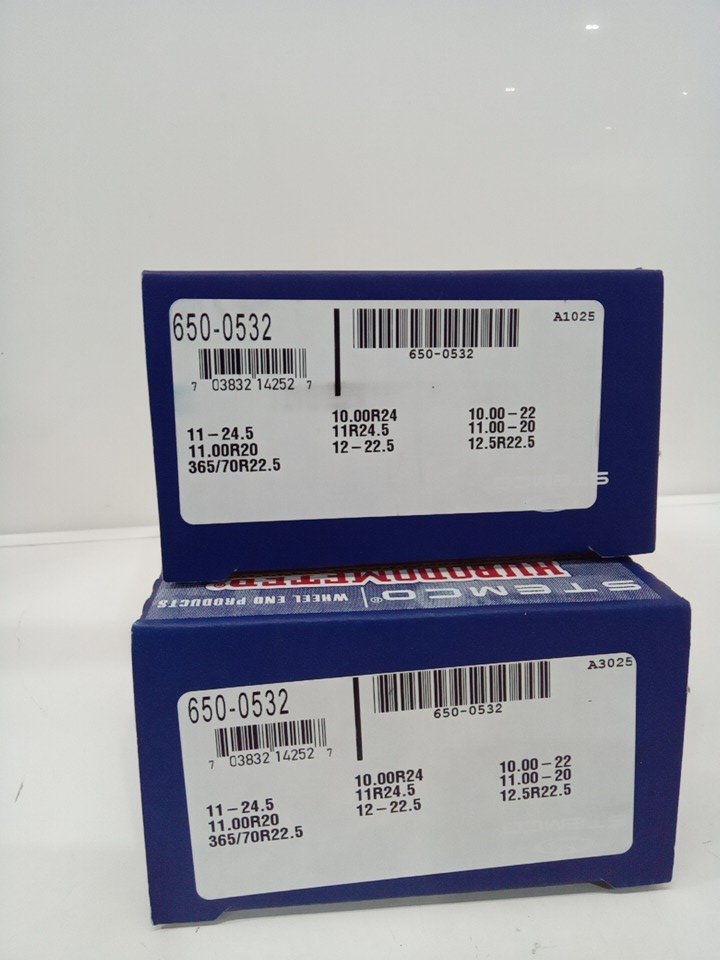 650-0532
A1025
650-0532
7 03832 14252 7
11-24.5
11.00R20
365/70R22.5
10.00R24
11R24.5
12-22.5
10.00-22
11.00-20
12.5R22.5
HUBODOMETER®
STEMCO® | WHEEL END PRODUCTS
650-0532
A3025
650-0532
7 03832 14252 7
11-24.5
11.00R20
365/70R22.5
10.00R24
11R24.5
12-22.5
10.00-22
11.00-20
12.5R22.5